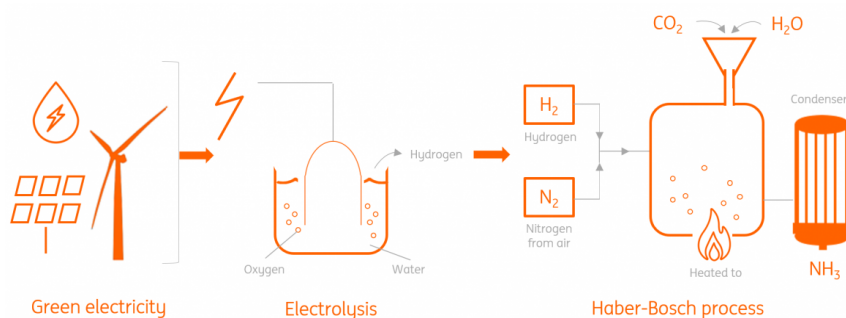 CO2
H2O
Condenser
H2
Hydrogen
Hydrogen
N2
Nitrogen
from air
Oxygen
Water
Heated to
NH3
Green electricity
Electrolysis
Haber-Bosch process